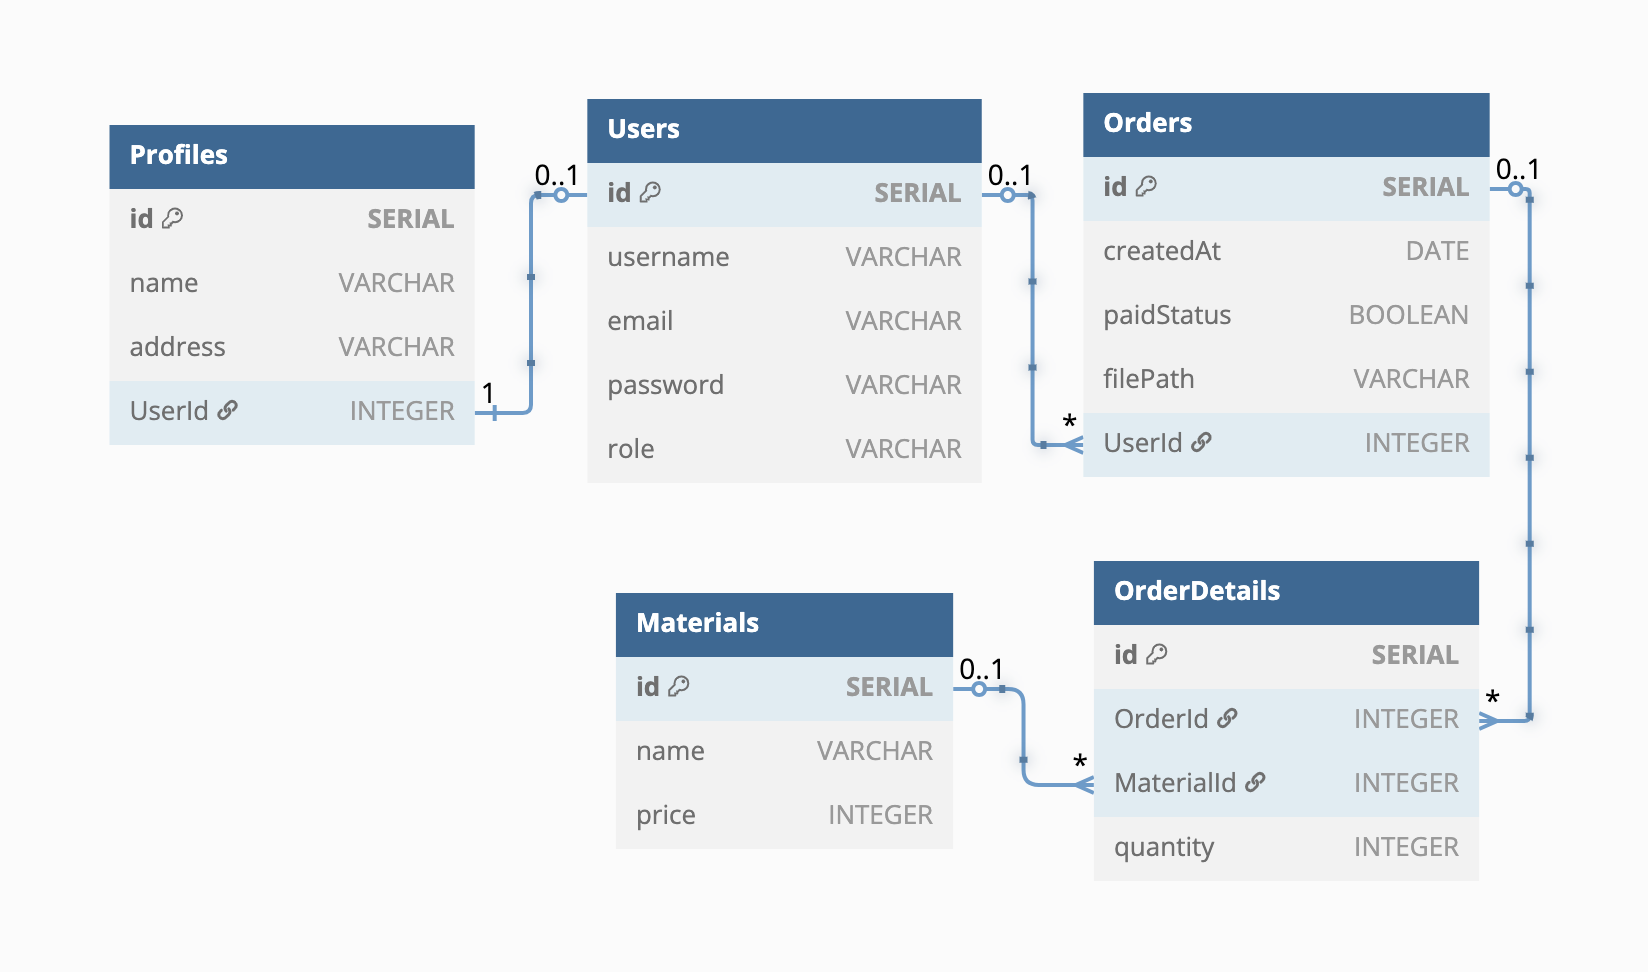 Profiles
id SERIAL
name VARCHAR
address VARCHAR
UserId INTEGER
1
0..1
Users
id SERIAL
username VARCHAR
email VARCHAR
password VARCHAR
role VARCHAR
0..1
*
Orders
id SERIAL
createdAt DATE
paidStatus BOOLEAN
filePath VARCHAR
UserId INTEGER
0..1
Materials
id SERIAL
name VARCHAR
price INTEGER
0..1
*
OrderDetails
id SERIAL
OrderId INTEGER
MaterialId INTEGER
quantity INTEGER
*